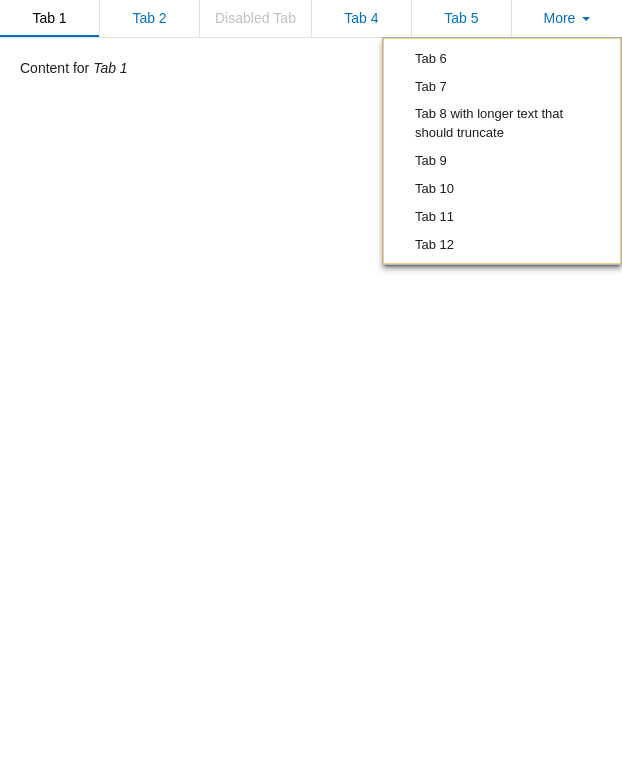 Tab 1
Tab 2
Disabled Tab
Tab 4
Tab 5
More
Content for Tab 1
Tab 6
Tab 7
Tab 8 with longer text that
should truncate
Tab 9
Tab 10
Tab 11
Tab 12